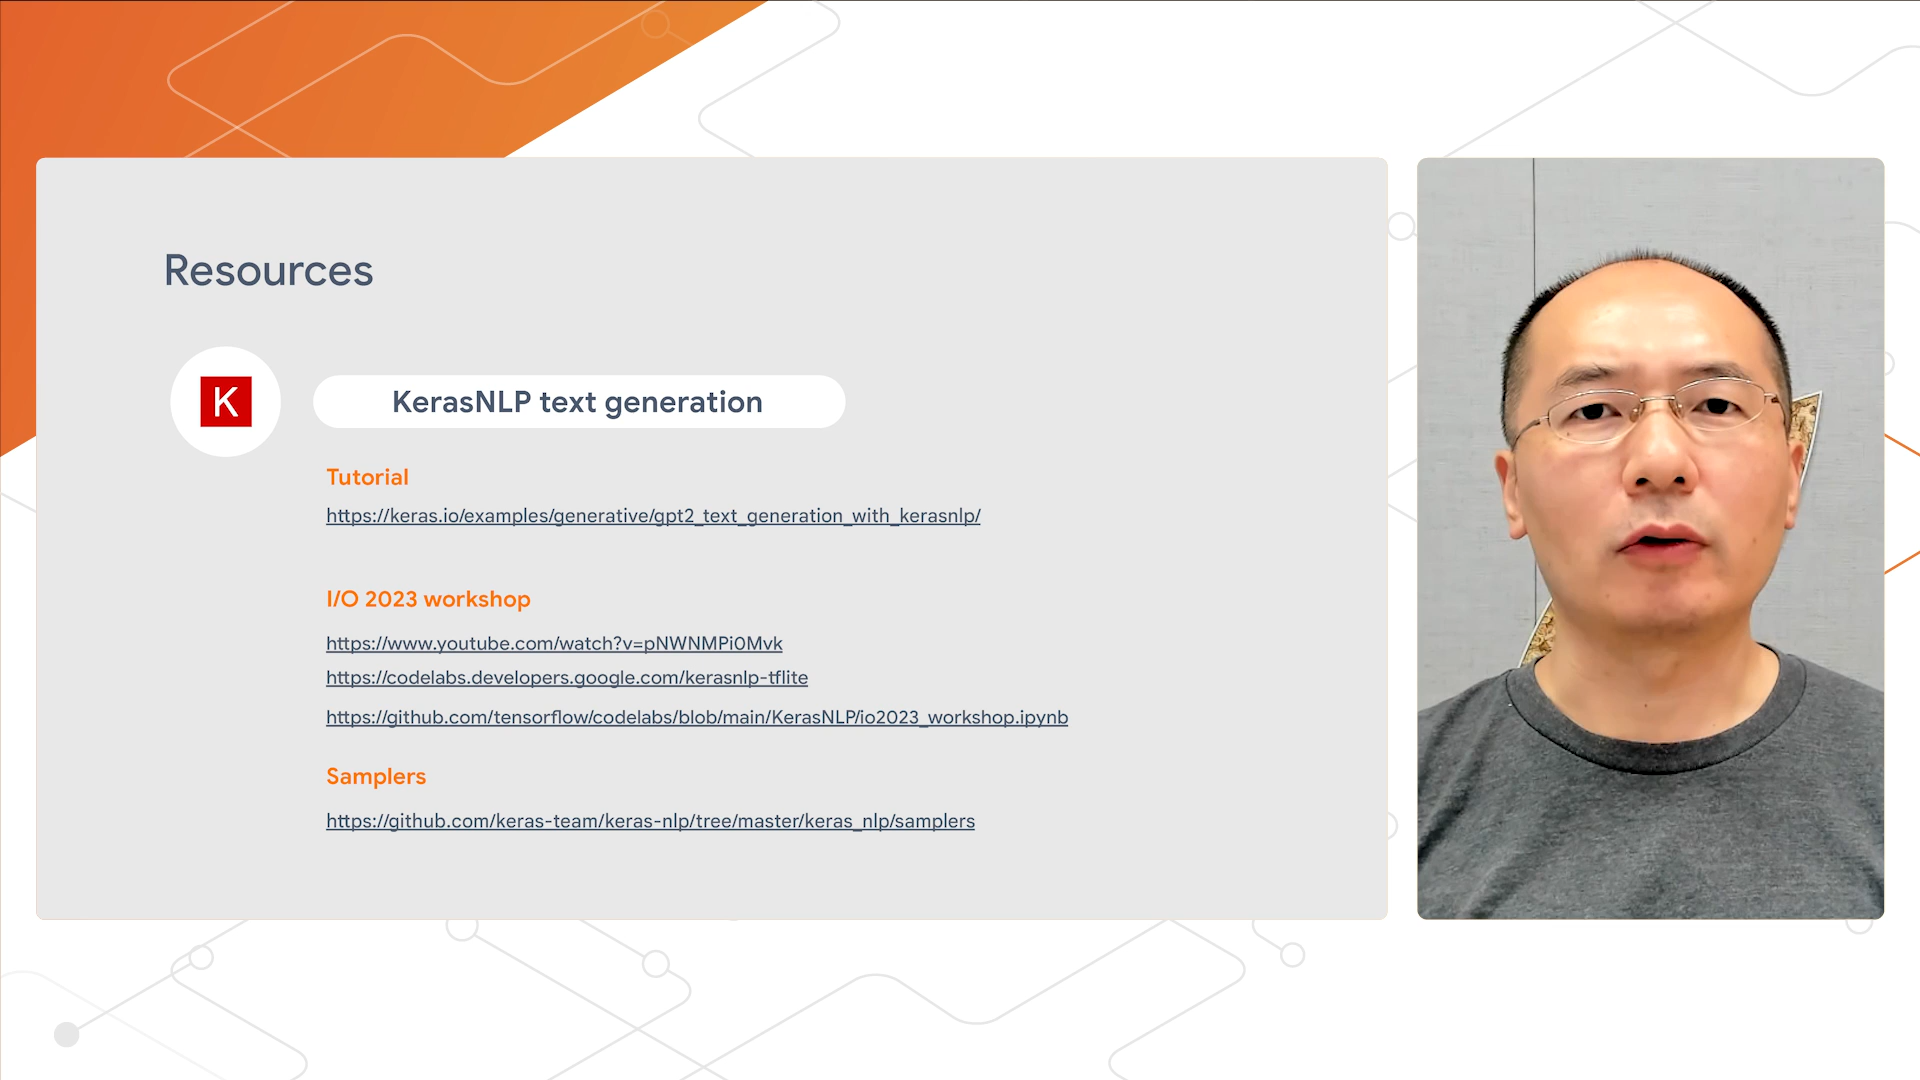 Resources
K
KerasNLP text generation
Tutorial
https://keras.io/examples/generative/gpt2_text_generation_with_kerasnlp/
I/O 2023 workshop
https://www.youtube.com/watch?v=pNWNMPi0Mvk
https://codelabs.developers.google.com/kerasnlp-tflite
https://github.com/tensorflow/codelabs/blob/main/KerasNLP/io2023_workshop.ipynb
Samplers
https://github.com/keras-team/keras-nlp/tree/master/keras_nlp/samplers